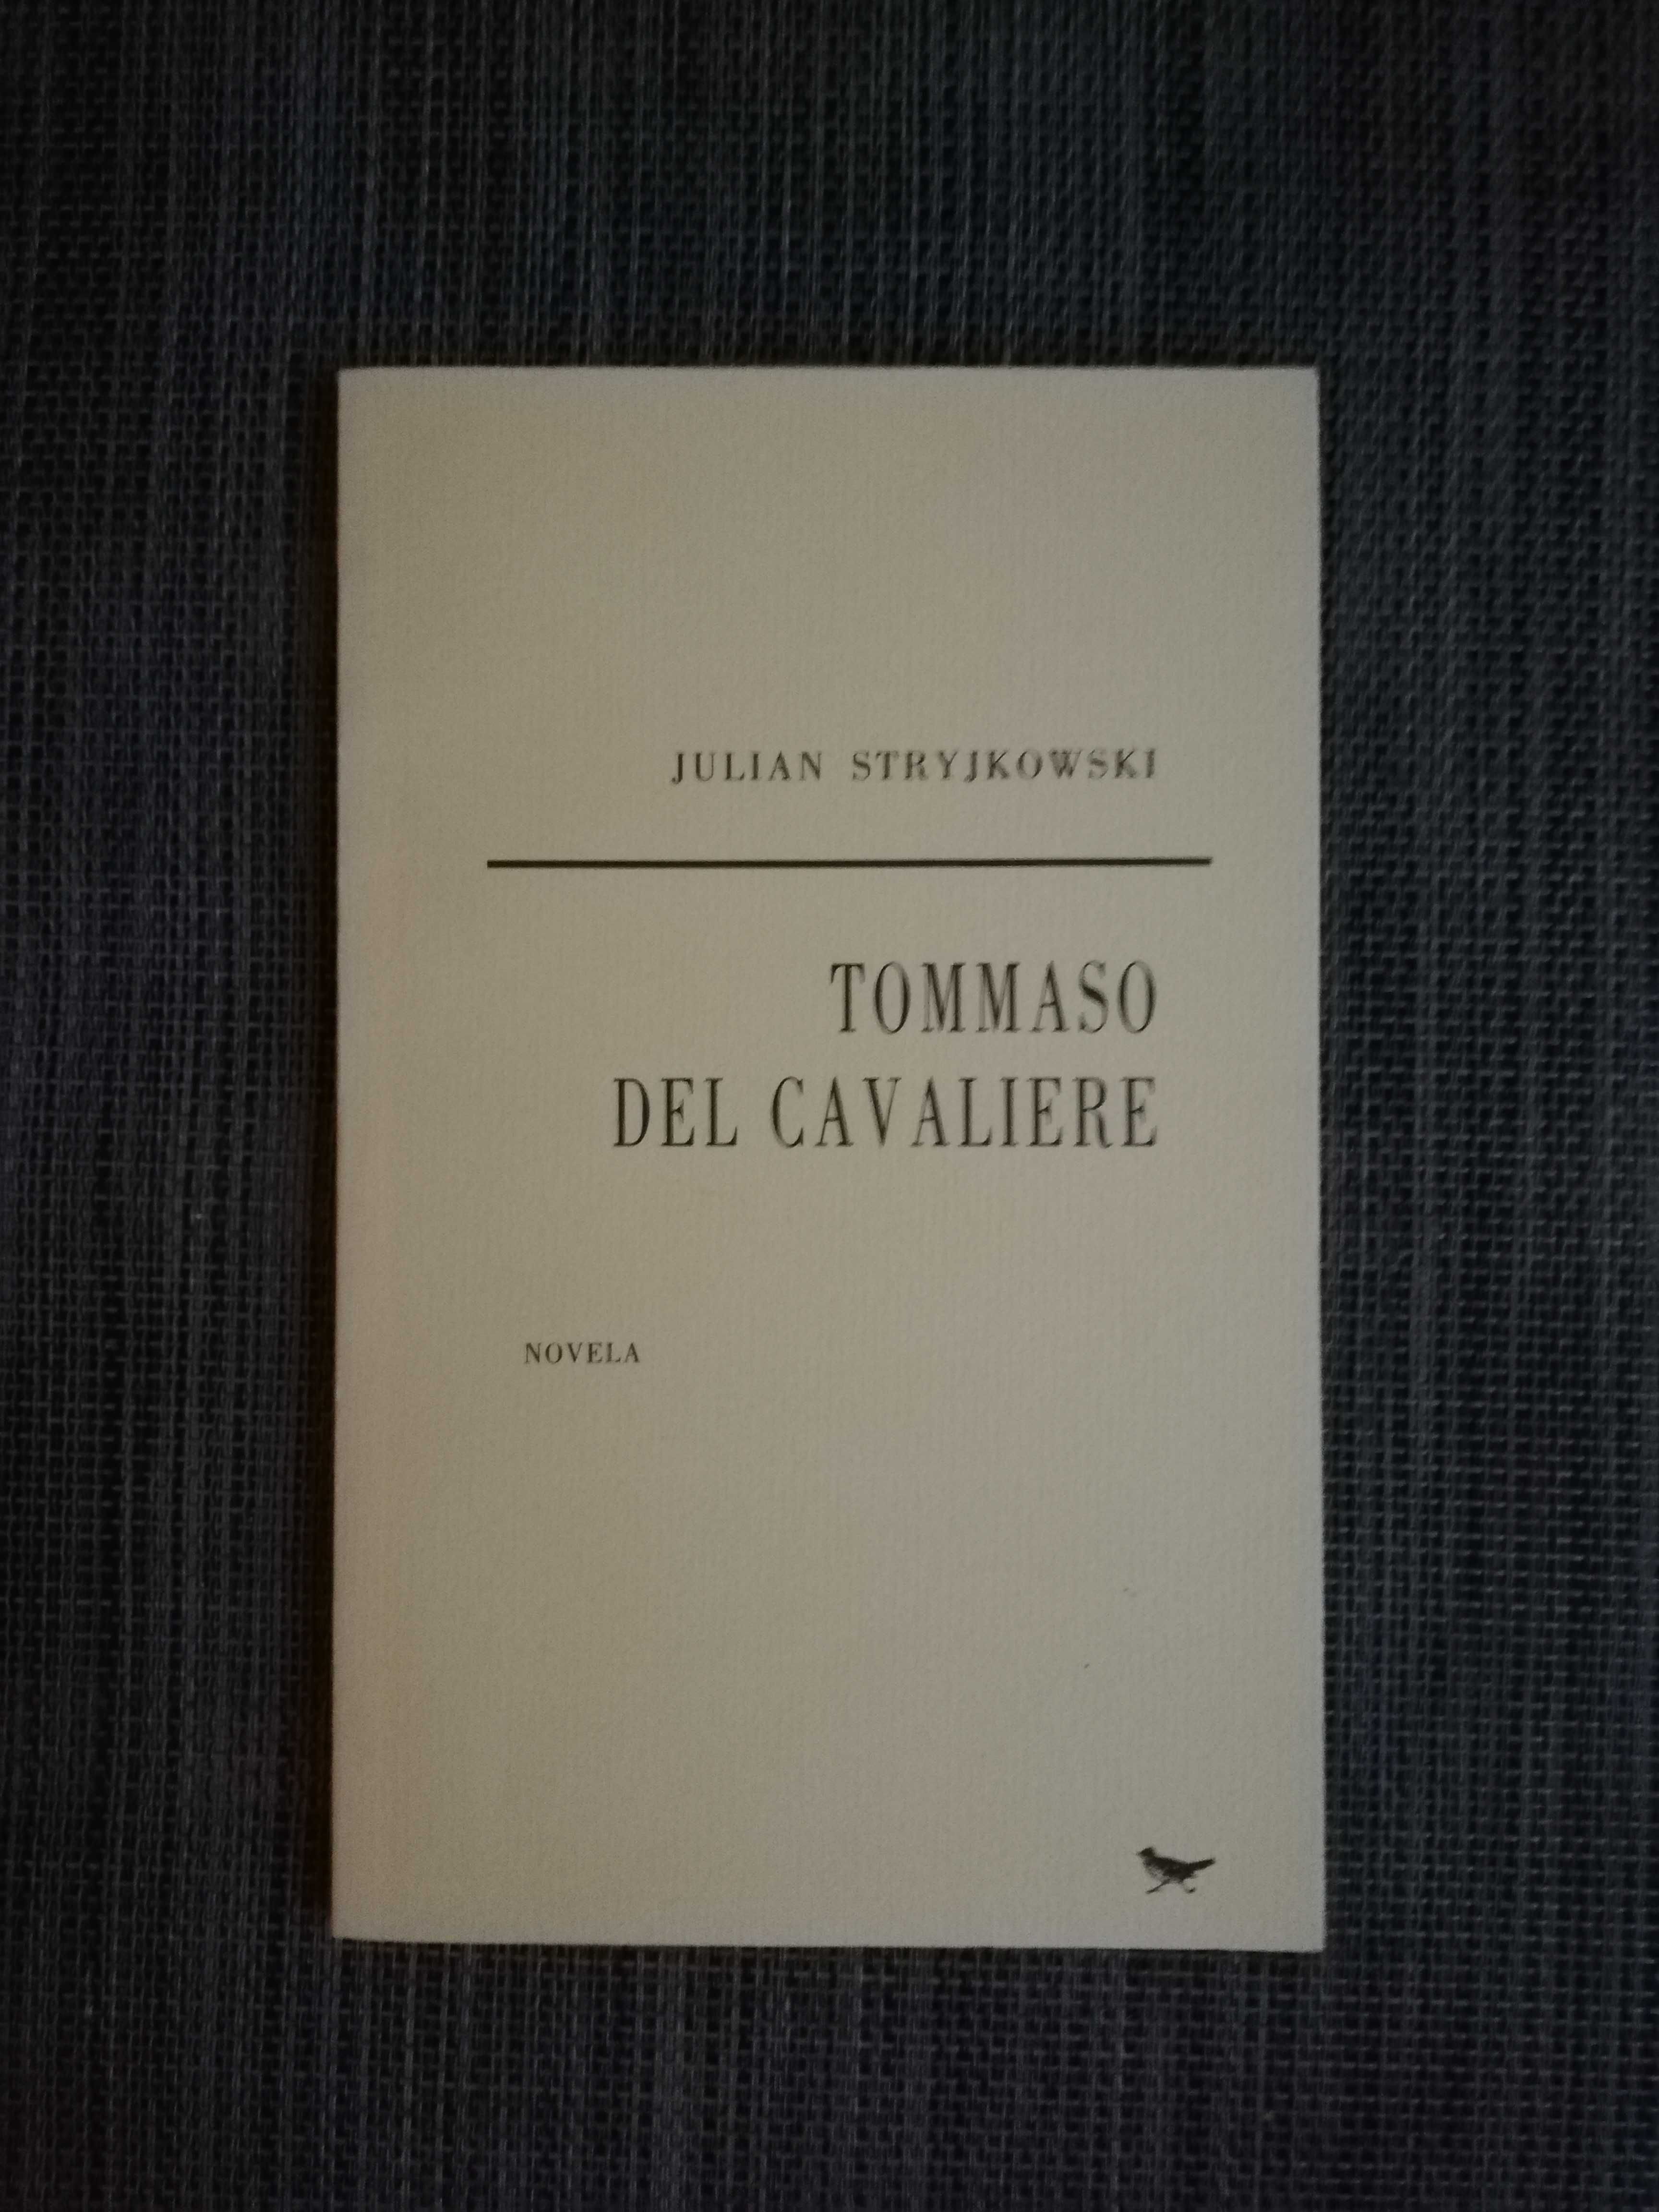 JULIAN STRYJKOWSKI
TOMMASO
DEL CAVALIERE
NOVELA